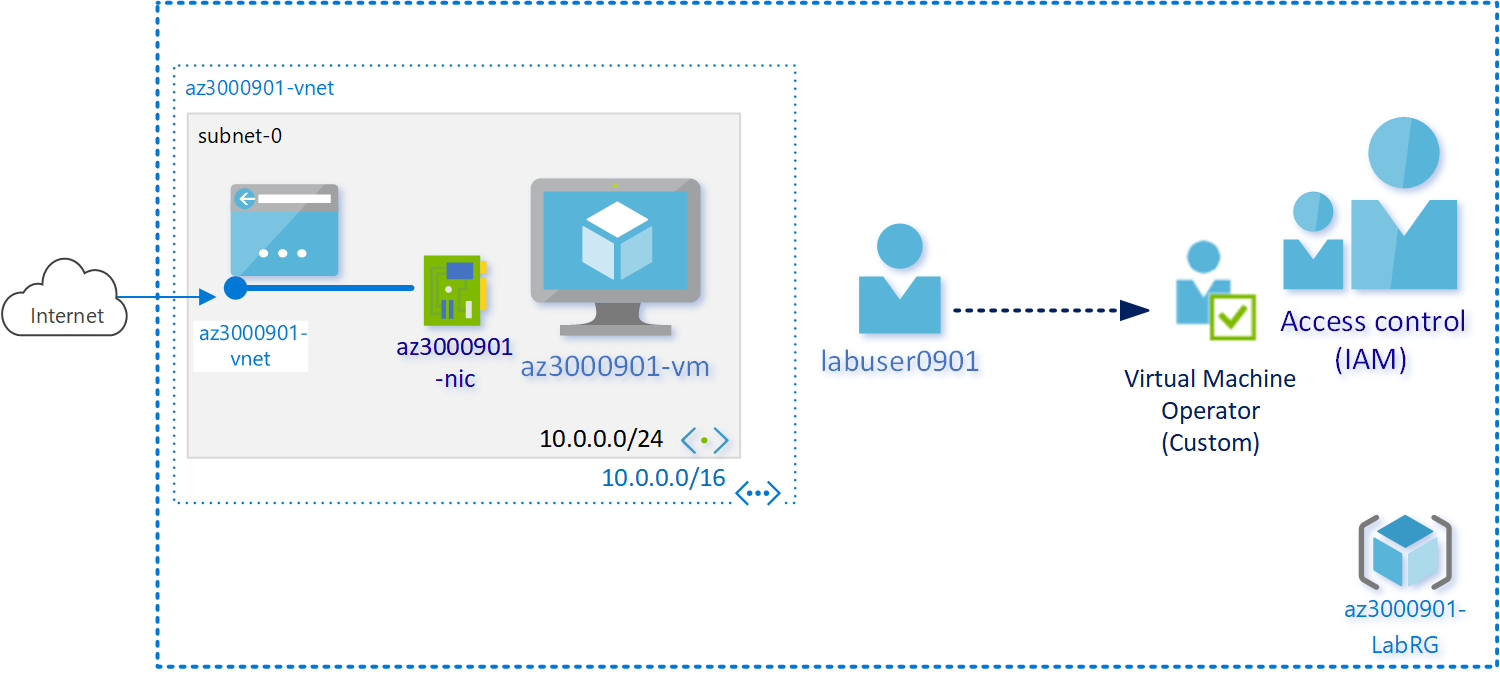 az3000901-vnet
subnet-0
Internet
az3000901-
vnet
az3000901
-nic
az3000901-vm
10.0.0.0/24
10.0.0.0/16
labuser0901
Virtual Machine
Operator
(Custom)
Access control
(IAM)
az3000901-
LabRG